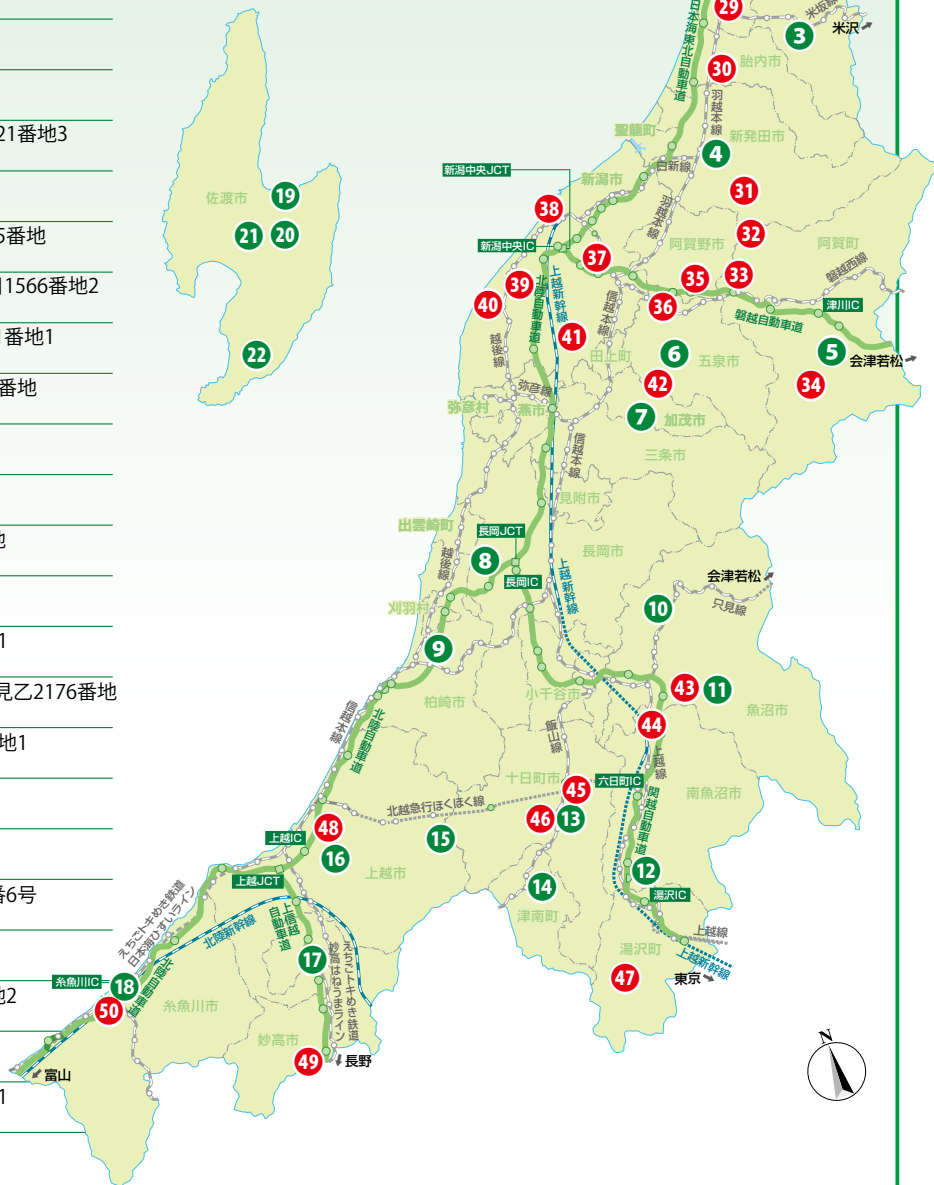 21番地3
5番地
1566番地2
番地1
番地
1
見乙2176番地
地1
番6号
地2
1
29
日本海東北自動車道
米坂線
3
米沢
30
胎内市
羽越本線
聖籠町
4
新発田市
新潟中央JCT
白新線
新潟市
佐渡市
19
31
38
羽越本線
21
20
32
阿賀野市
阿賀町
新潟中央IC
37
磐越西線
39
35
33
上越新幹線
北陸自動車道
信越本線
40
36
津川IC
磐越自動車道
越後線
41
22
田上町
6
五泉市
5
会津若松
弥彦線
42
34
弥彦村
燕市
7
加茂市
信越本線
三条市
見附市
出雲崎町
長岡JCT
長岡市
越後線
8
上越新幹線
長岡IC
会津若松
只見線
刈羽村
10
9
柏崎市
小千谷市
43
11
魚沼市
信越本線
北陸自動車道
飯山線
44
上越線
十日町市
45
六日町IC
南魚沼市
北越急行ほくほく線
関越自動車道
48
46
13
上越IC
15
16
上越市
12
上越JCT
14
湯沢IC
津南町
えちごトキめき鉄道
日本海ひすいライン
北陸新幹線
上信越
自動車道
上越線
湯沢町
上越新幹線
17
えちごトキめき鉄道
妙高はねうまライン
47
東京
糸魚川IC
18
北陸自動車道
50
糸魚川市
妙高市
49
長野
富山
N